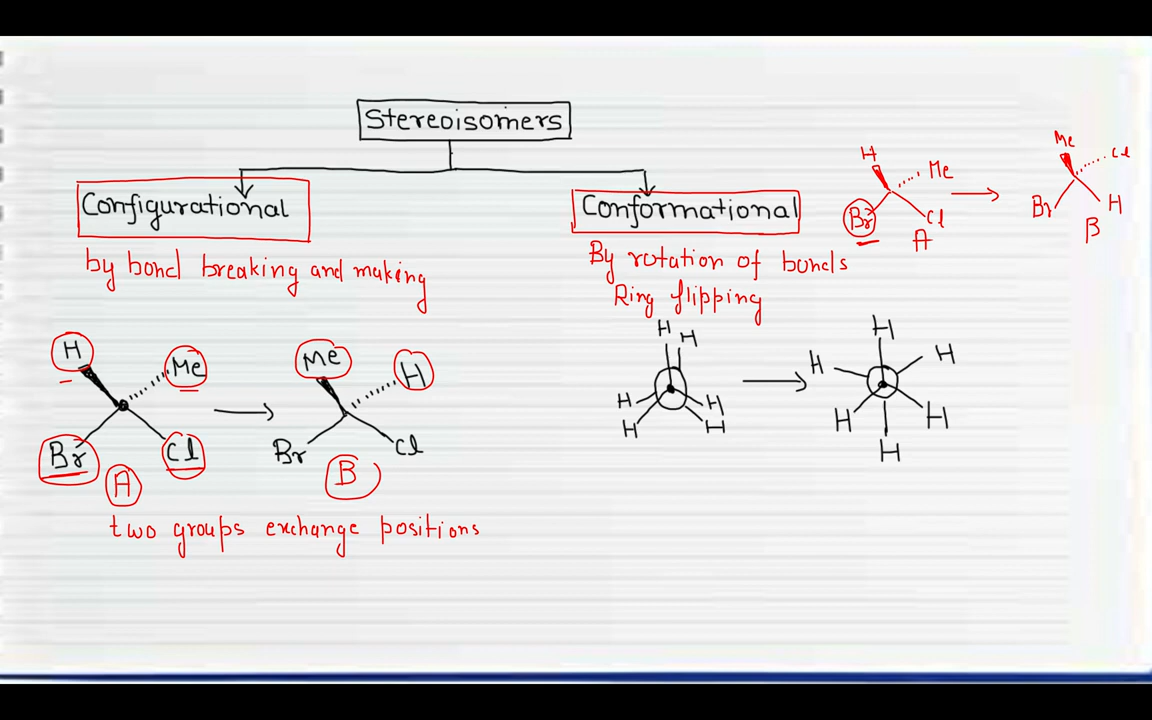 Stereoisomers
Configurational
by bond breaking and making
H
Me
Br
Cl
A
Me
H
Br
Cl
B
two groups exchange positions
Conformational
By rotation of bonds
Ring flipping
H H
H H
H H
H
H H
H H
H
H
Me
Br
Cl
A
Me
Cl
Br
H
B